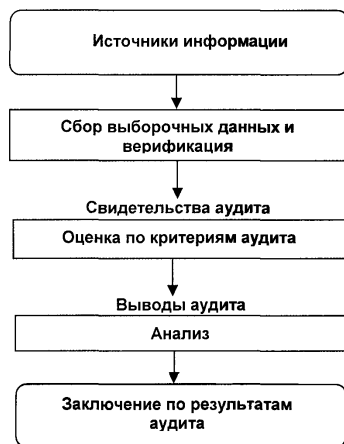 Источники информации
Сбор выборочных данных и
верификация
Свидетельства аудита
Оценка по критериям аудита
Выводы аудита
Анализ
Заключение по результатам
аудита